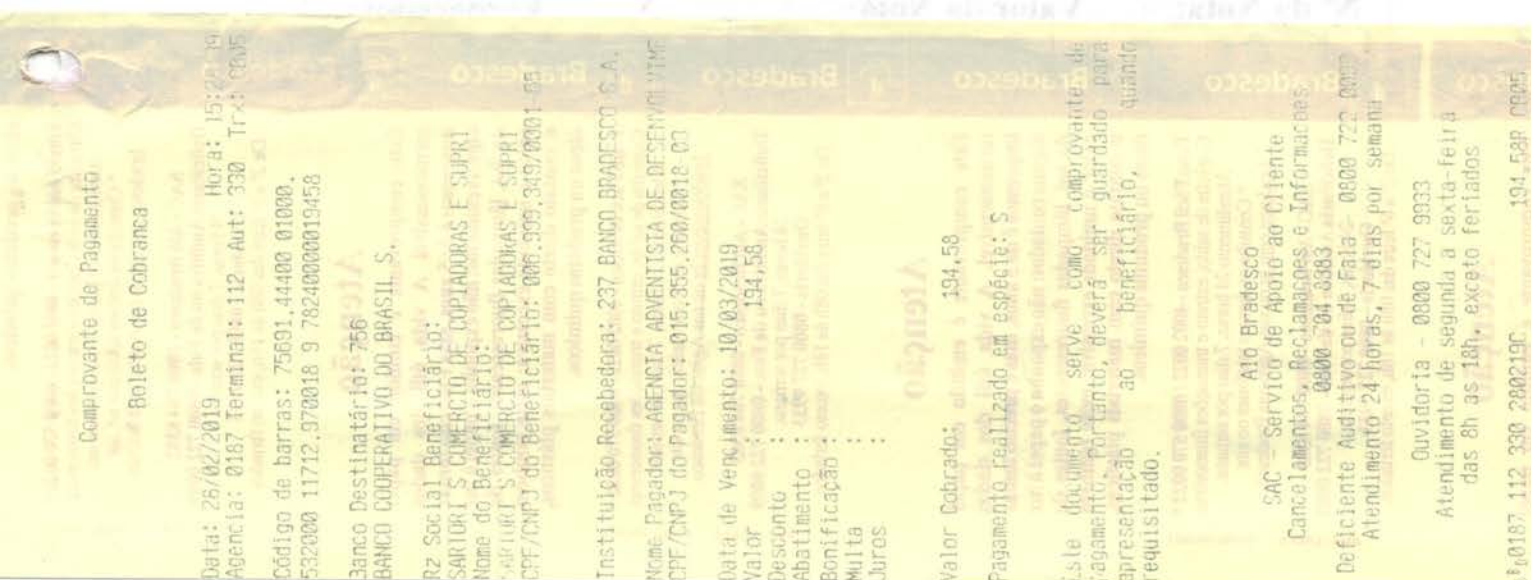 Comprovante de Pagamento
Boleto de Cobranca
Data: 28/02/2019 Hora:
Agencia: 0187 Terminal: 112 Aut: 330
Código de barras: 75691.44400 01000.
532000 11712.970018 9 78240000019458
Banco Destinatário: 756
BANCO COOPERATIVO DO BRASIL S.
Rz Social Beneficiário:
SARTORI S COMERCIO DE COPIADORAS E SUPRI
Nome do Beneficiário:
SARTORI S COMERCIO DE COPIADORAS E SUPRI
CPF/CNPJ do Beneficiário: 006.999.349/0001-
Instituição Recebedora: 237 BANCO BRADESCO S.A.
Nome Pagador: AGENCIA ADVENTISTA DE DESENVOLVIME
CPF/CNPJ do Pagador: 015.355.260/0018-03
Data de Vencimento: 10/03/2019
Valor : 194,58
Desconto :
Abatimento :
Bonificação :
Multa :
Juros :
Valor Cobrado: 194,58
Pagamento realizado em espécie: S
Este documento serve como comprovante de
pagamento. Portanto, deverá ser guardado para
apresentação ao beneficiário, quando
requisitado.
Alo Bradesco
SAC - Servico de Apoio ao Cliente
Cancelamentos, Reclamacoes e Informacoes
0800 704 8383
Deficiente Auditivo ou de Fala- 0800 722
Atendimento 24 horas, 7 dias por semana.
Ouvidoria - 0800 727 9933
Atendimento de segunda a sexta-feira
das 8h as 18h, exceto feriados
0187 112 330 280219C 194,58R